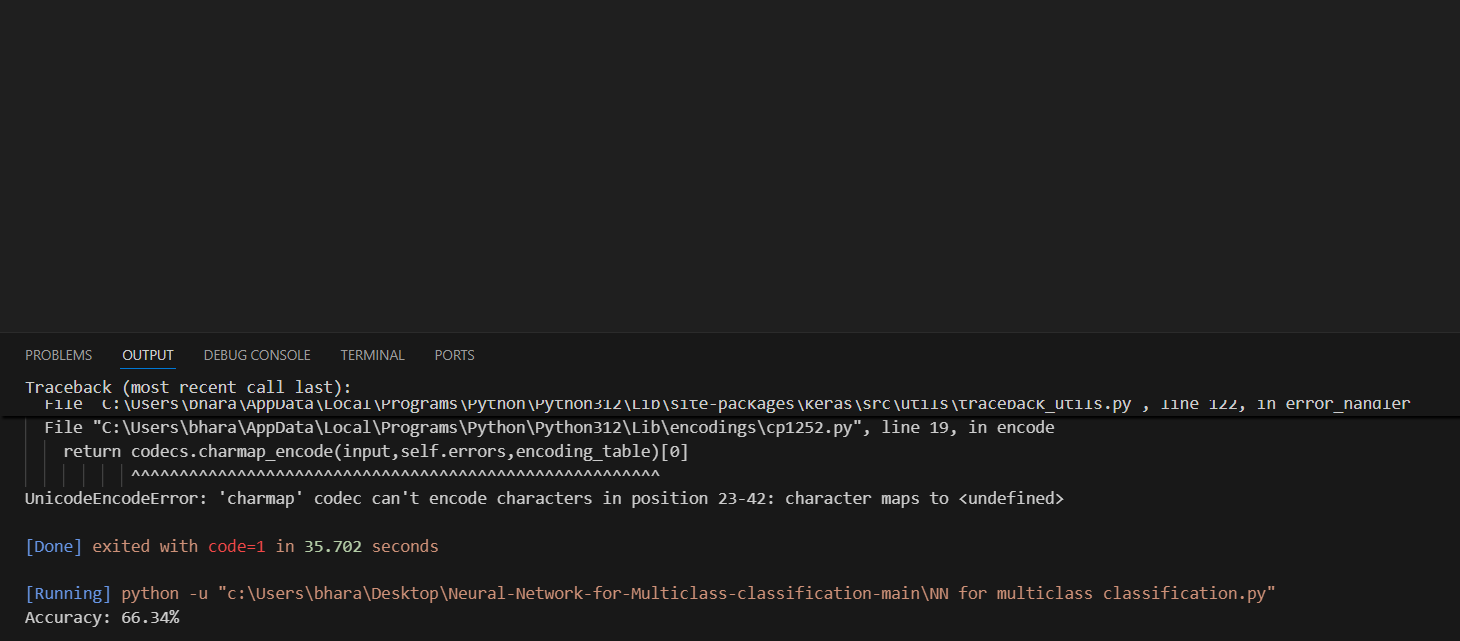 PROBLEMS OUTPUT DEBUG CONSOLE TERMINAL PORTS
Traceback (most recent call last):
File "C:\Users\bhara\AppData\Local\Programs\Python\Python312\Lib\site-packages\keras\src\utils\traceback_utils.py", line 122, in error_handler
File "C:\Users\bhara\AppData\Local\Programs\Python\Python312\Lib\encodings\cp1252.py", line 19, in encode
return codecs.charmap_encode(input,self.errors,encoding_table)[0]
^^^^^^^^^^^^^^^^^^^^^^^^^^^^^^^^^^^^^^^^^^^^^^^^^^^^^^^
UnicodeEncodeError: 'charmap' codec can't encode characters in position 23-42: character maps to <undefined>
[Done] exited with code=1 in 35.702 seconds
[Running] python -u "c:\Users\bhara\Desktop\Neural-Network-for-Multiclass-classification-main\NN for multiclass classification.py"
Accuracy: 66.34%